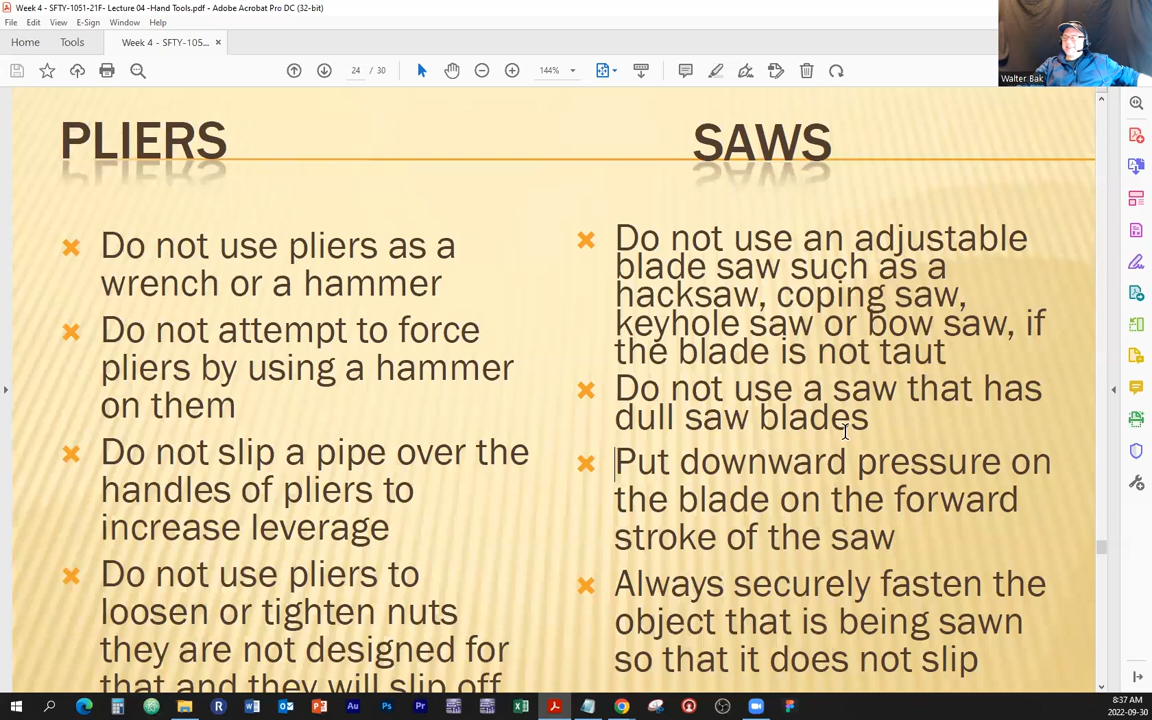 Week 4 - SFTY-1051-21F- Lecture 04 -Hand Tools.pdf - Adobe Acrobat Pro DC (32-bit)
File Edit View E-Sign Window Help
Home Tools Week 4 - SFTY-105... ×
24 / 30 144%
Walter Bak
PLIERS
Do not use pliers as a
wrench or a hammer
Do not attempt to force
pliers by using a hammer
on them
Do not slip a pipe over the
handles of pliers to
increase leverage
Do not use pliers to
loosen or tighten nuts
they are not designed for
that and they will slip off
SAWS
Do not use an adjustable
blade saw such as a
hacksaw, coping saw,
keyhole saw or bow saw, if
the blade is not taut
Do not use a saw that has
dull saw blades
Put downward pressure on
the blade on the forward
stroke of the saw
Always securely fasten the
object that is being sawn
so that it does not slip
8:37 AM
2022-09-30